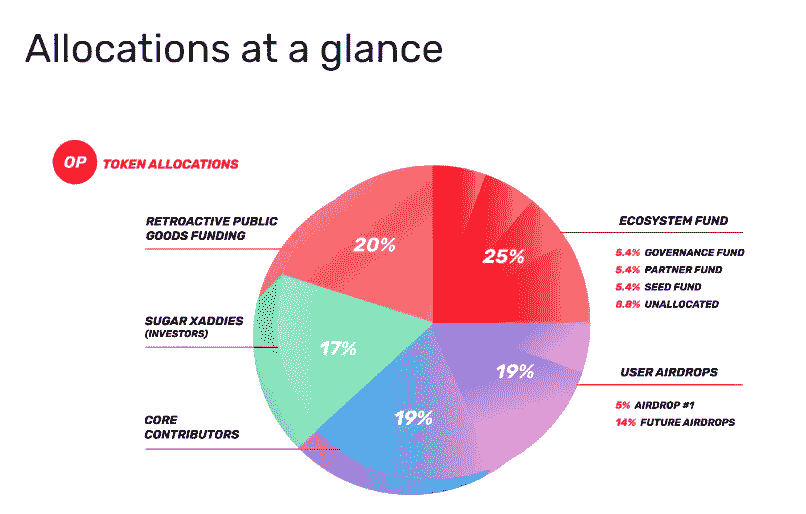 Allocations at a glance
OP TOKEN ALLOCATIONS
RETROACTIVE PUBLIC
GOODS FUNDING
20%
SUGAR XADDIES
(INVESTORS)
17%
CORE
CONTRIBUTORS
19%
25%
ECOSYSTEM FUND
5.4% GOVERNANCE FUND
5.4% PARTNER FUND
5.4% SEED FUND
8.8% UNALLOCATED
19%
USER AIRDROPS
5% AIRDROP #1
14% FUTURE AIRDROPS